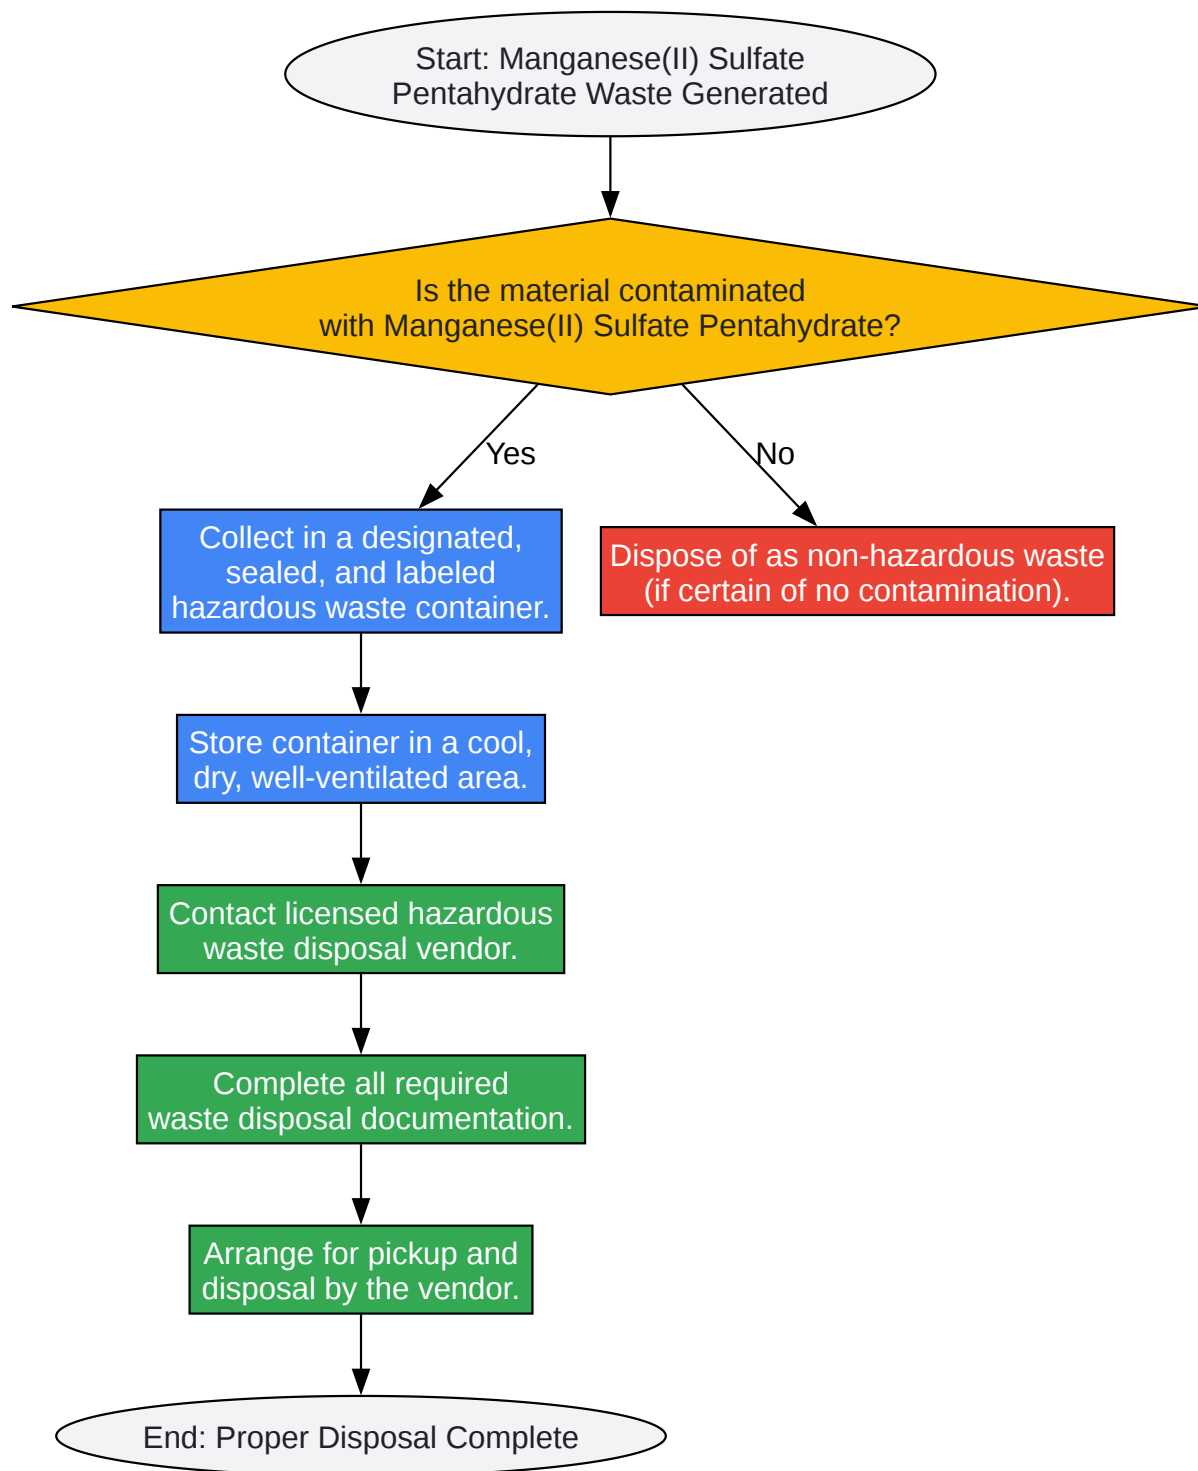 Start: Manganese(II) Sulfate
Pentahydrate Waste Generated
Is the material contaminated
with Manganese(II) Sulfate Pentahydrate?
Yes
No
Collect in a designated,
sealed, and labeled
hazardous waste container.
Dispose of as non-hazardous waste
(if certain of no contamination).
Store container in a cool,
dry, well-ventilated area.
Contact licensed hazardous
waste disposal vendor.
Complete all required
waste disposal documentation.
Arrange for pickup and
disposal by the vendor.
End: Proper Disposal Complete